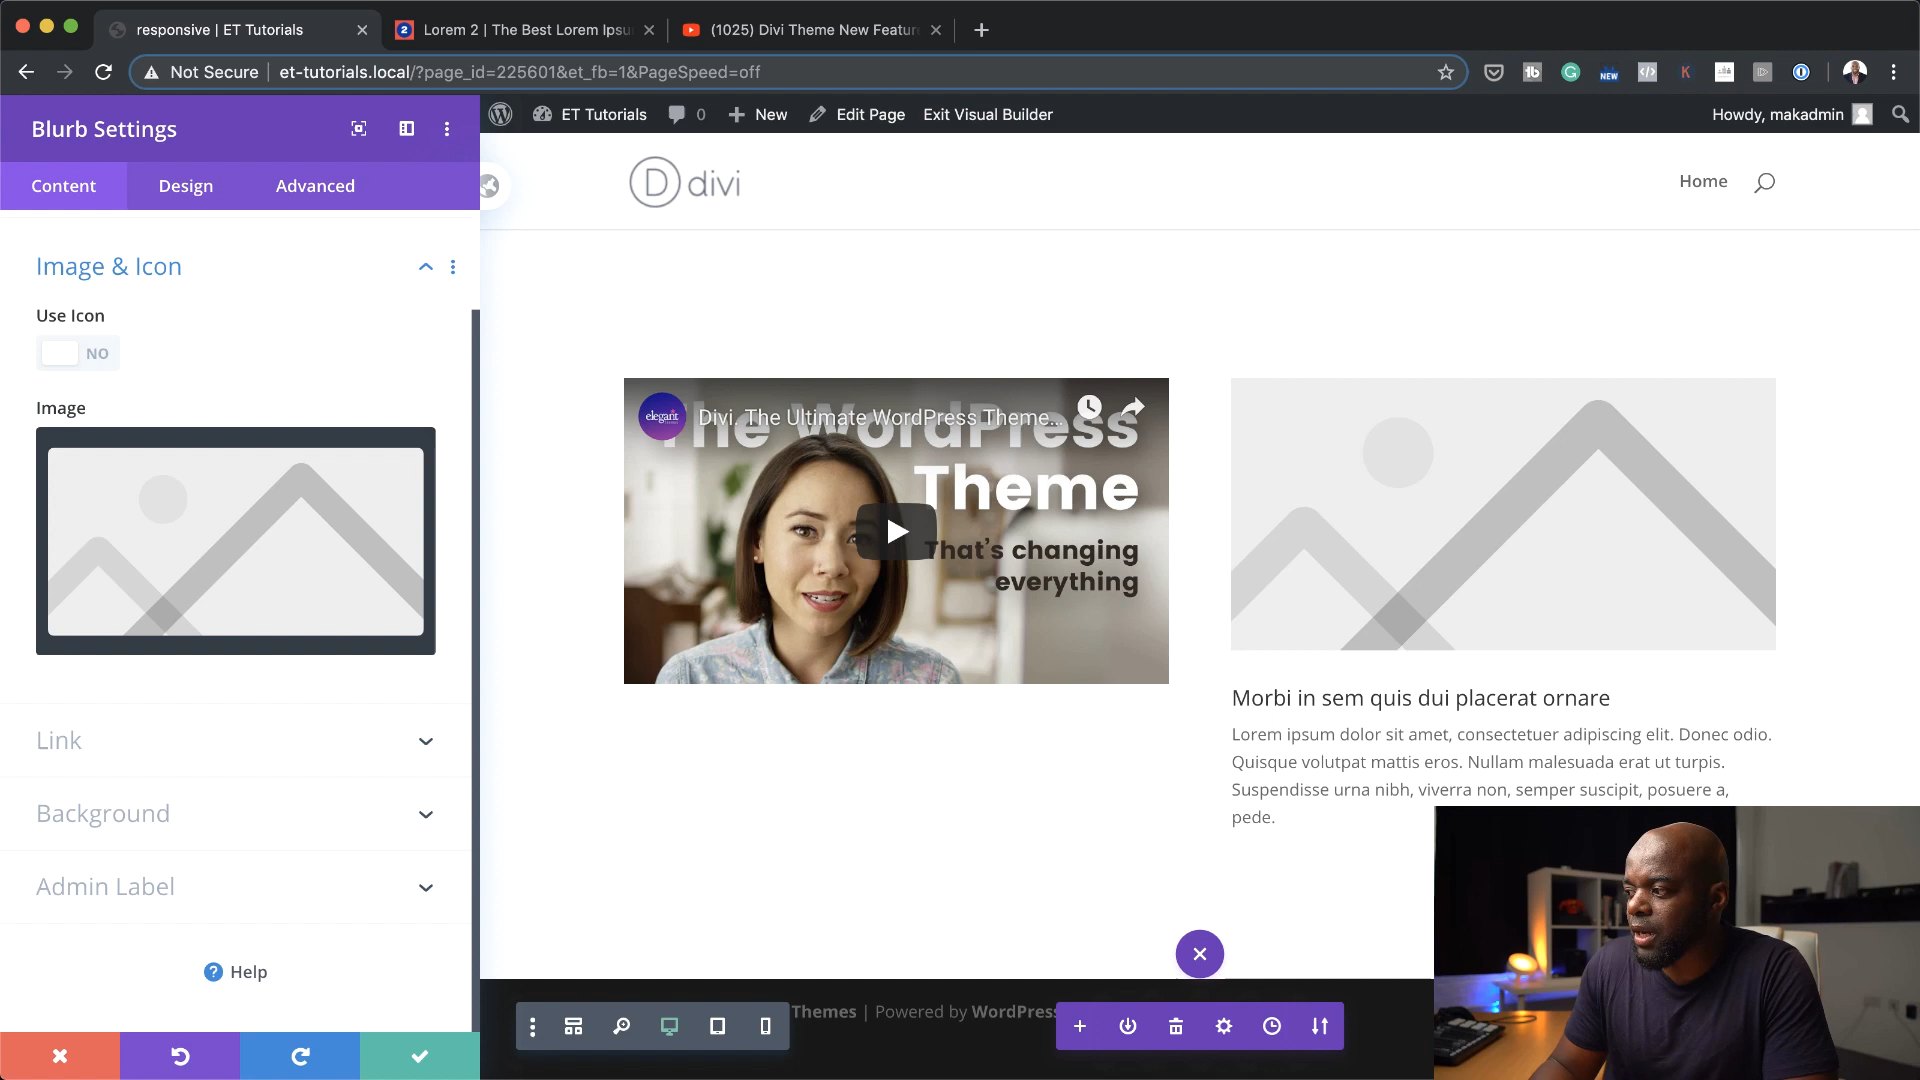 responsive | ET Tutorials
Lorem 2 | The Best Lorem Ipsu
(1025) Divi Theme New Featur
Not Secure
et-tutorials.local/?page_id=225601&et_fb=1&PageSpeed=off
NEW
Blurb Settings
ET Tutorials
0
New
Edit Page
Exit Visual Builder
Howdy, makadmin
Content
Design
Advanced
divi
Home
Image & Icon
Use Icon
NO
Image
elegant
Divi. The Ultimate WordPress Theme...
The WordPress
Theme
That's changing
everything
Morbi in sem quis dui placerat ornare
Lorem ipsum dolor sit amet, consectetuer adipiscing elit. Donec odio.
Quisque volutpat mattis eros. Nullam malesuada erat ut turpis.
Suspendisse urna nibh, viverra non, semper suscipit, posuere a,
pede.
Link
Background
Admin Label
Help
Themes | Powered by WordPress